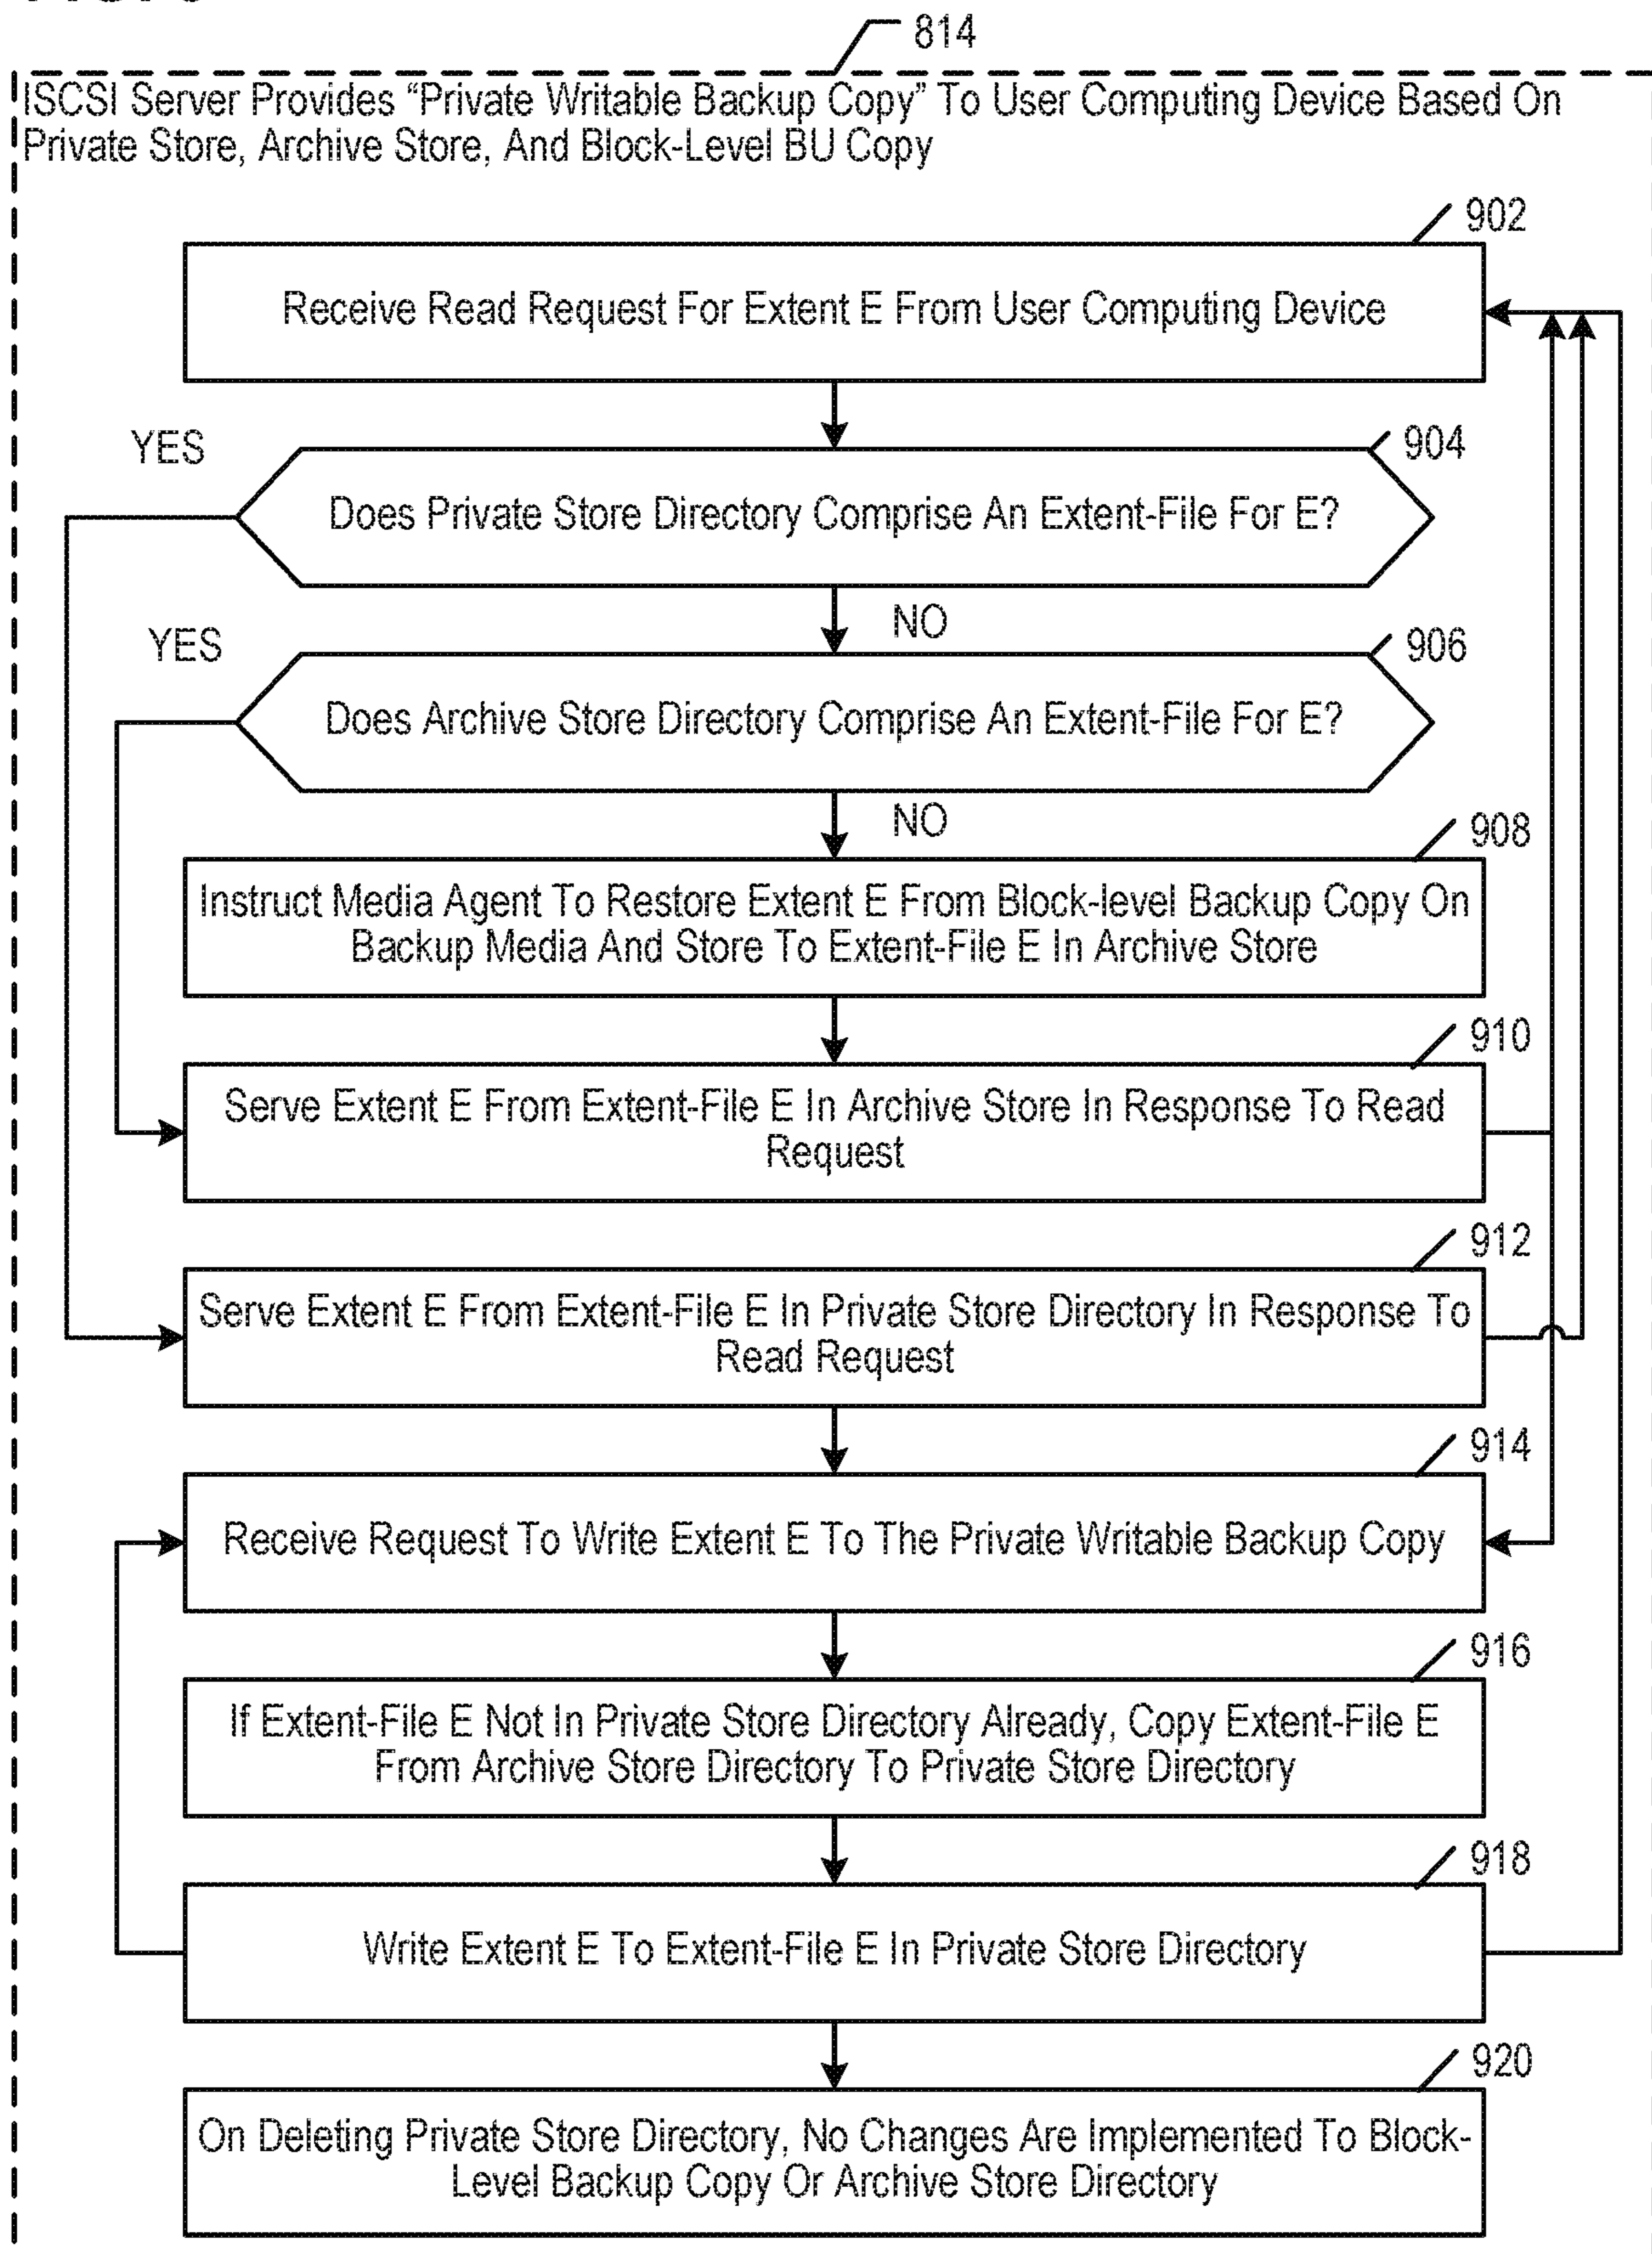 814
ISCSI Server Provides “Private Writable Backup Copy” To User Computing Device Based On
Private Store, Archive Store, And Block-Level BU Copy
902
Receive Read Request For Extent E From User Computing Device
YES
904
Does Private Store Directory Comprise An Extent-File For E?
NO
YES
906
Does Archive Store Directory Comprise An Extent-File For E?
NO
908
Instruct Media Agent To Restore Extent E From Block-level Backup Copy On
Backup Media And Store To Extent-File E In Archive Store
910
Serve Extent E From Extent-File E In Archive Store In Response To Read
Request
912
Serve Extent E From Extent-File E In Private Store Directory In Response To
Read Request
914
Receive Request To Write Extent E To The Private Writable Backup Copy
916
If Extent-File E Not In Private Store Directory Already, Copy Extent-File E
From Archive Store Directory To Private Store Directory
918
Write Extent E To Extent-File E In Private Store Directory
920
On Deleting Private Store Directory, No Changes Are Implemented To Block-
Level Backup Copy Or Archive Store Directory